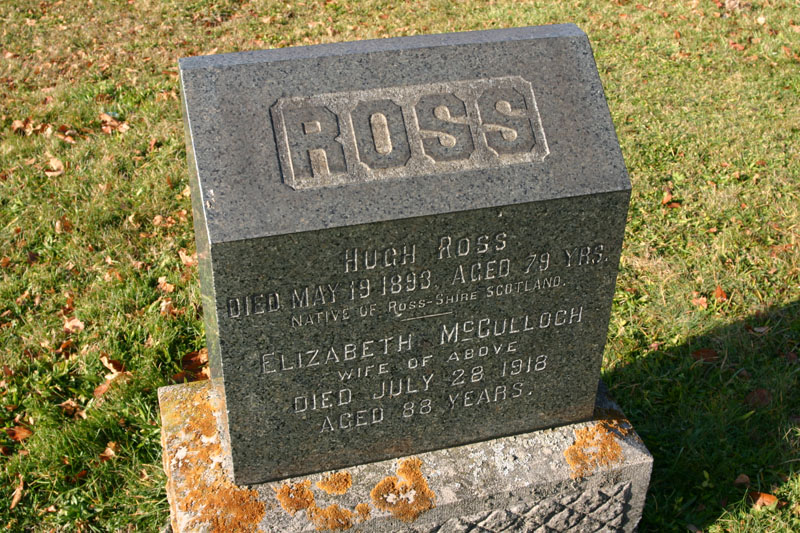 ROSS
HUGH ROSS
DIED MAY 19 1893. AGED 79 YRS.
NATIVE OF ROSS-SHIRE SCOTLAND.
ELIZABETH McCULLOCH
WIFE OF ABOVE
DIED JULY 28 1918
AGED 88 YEARS.